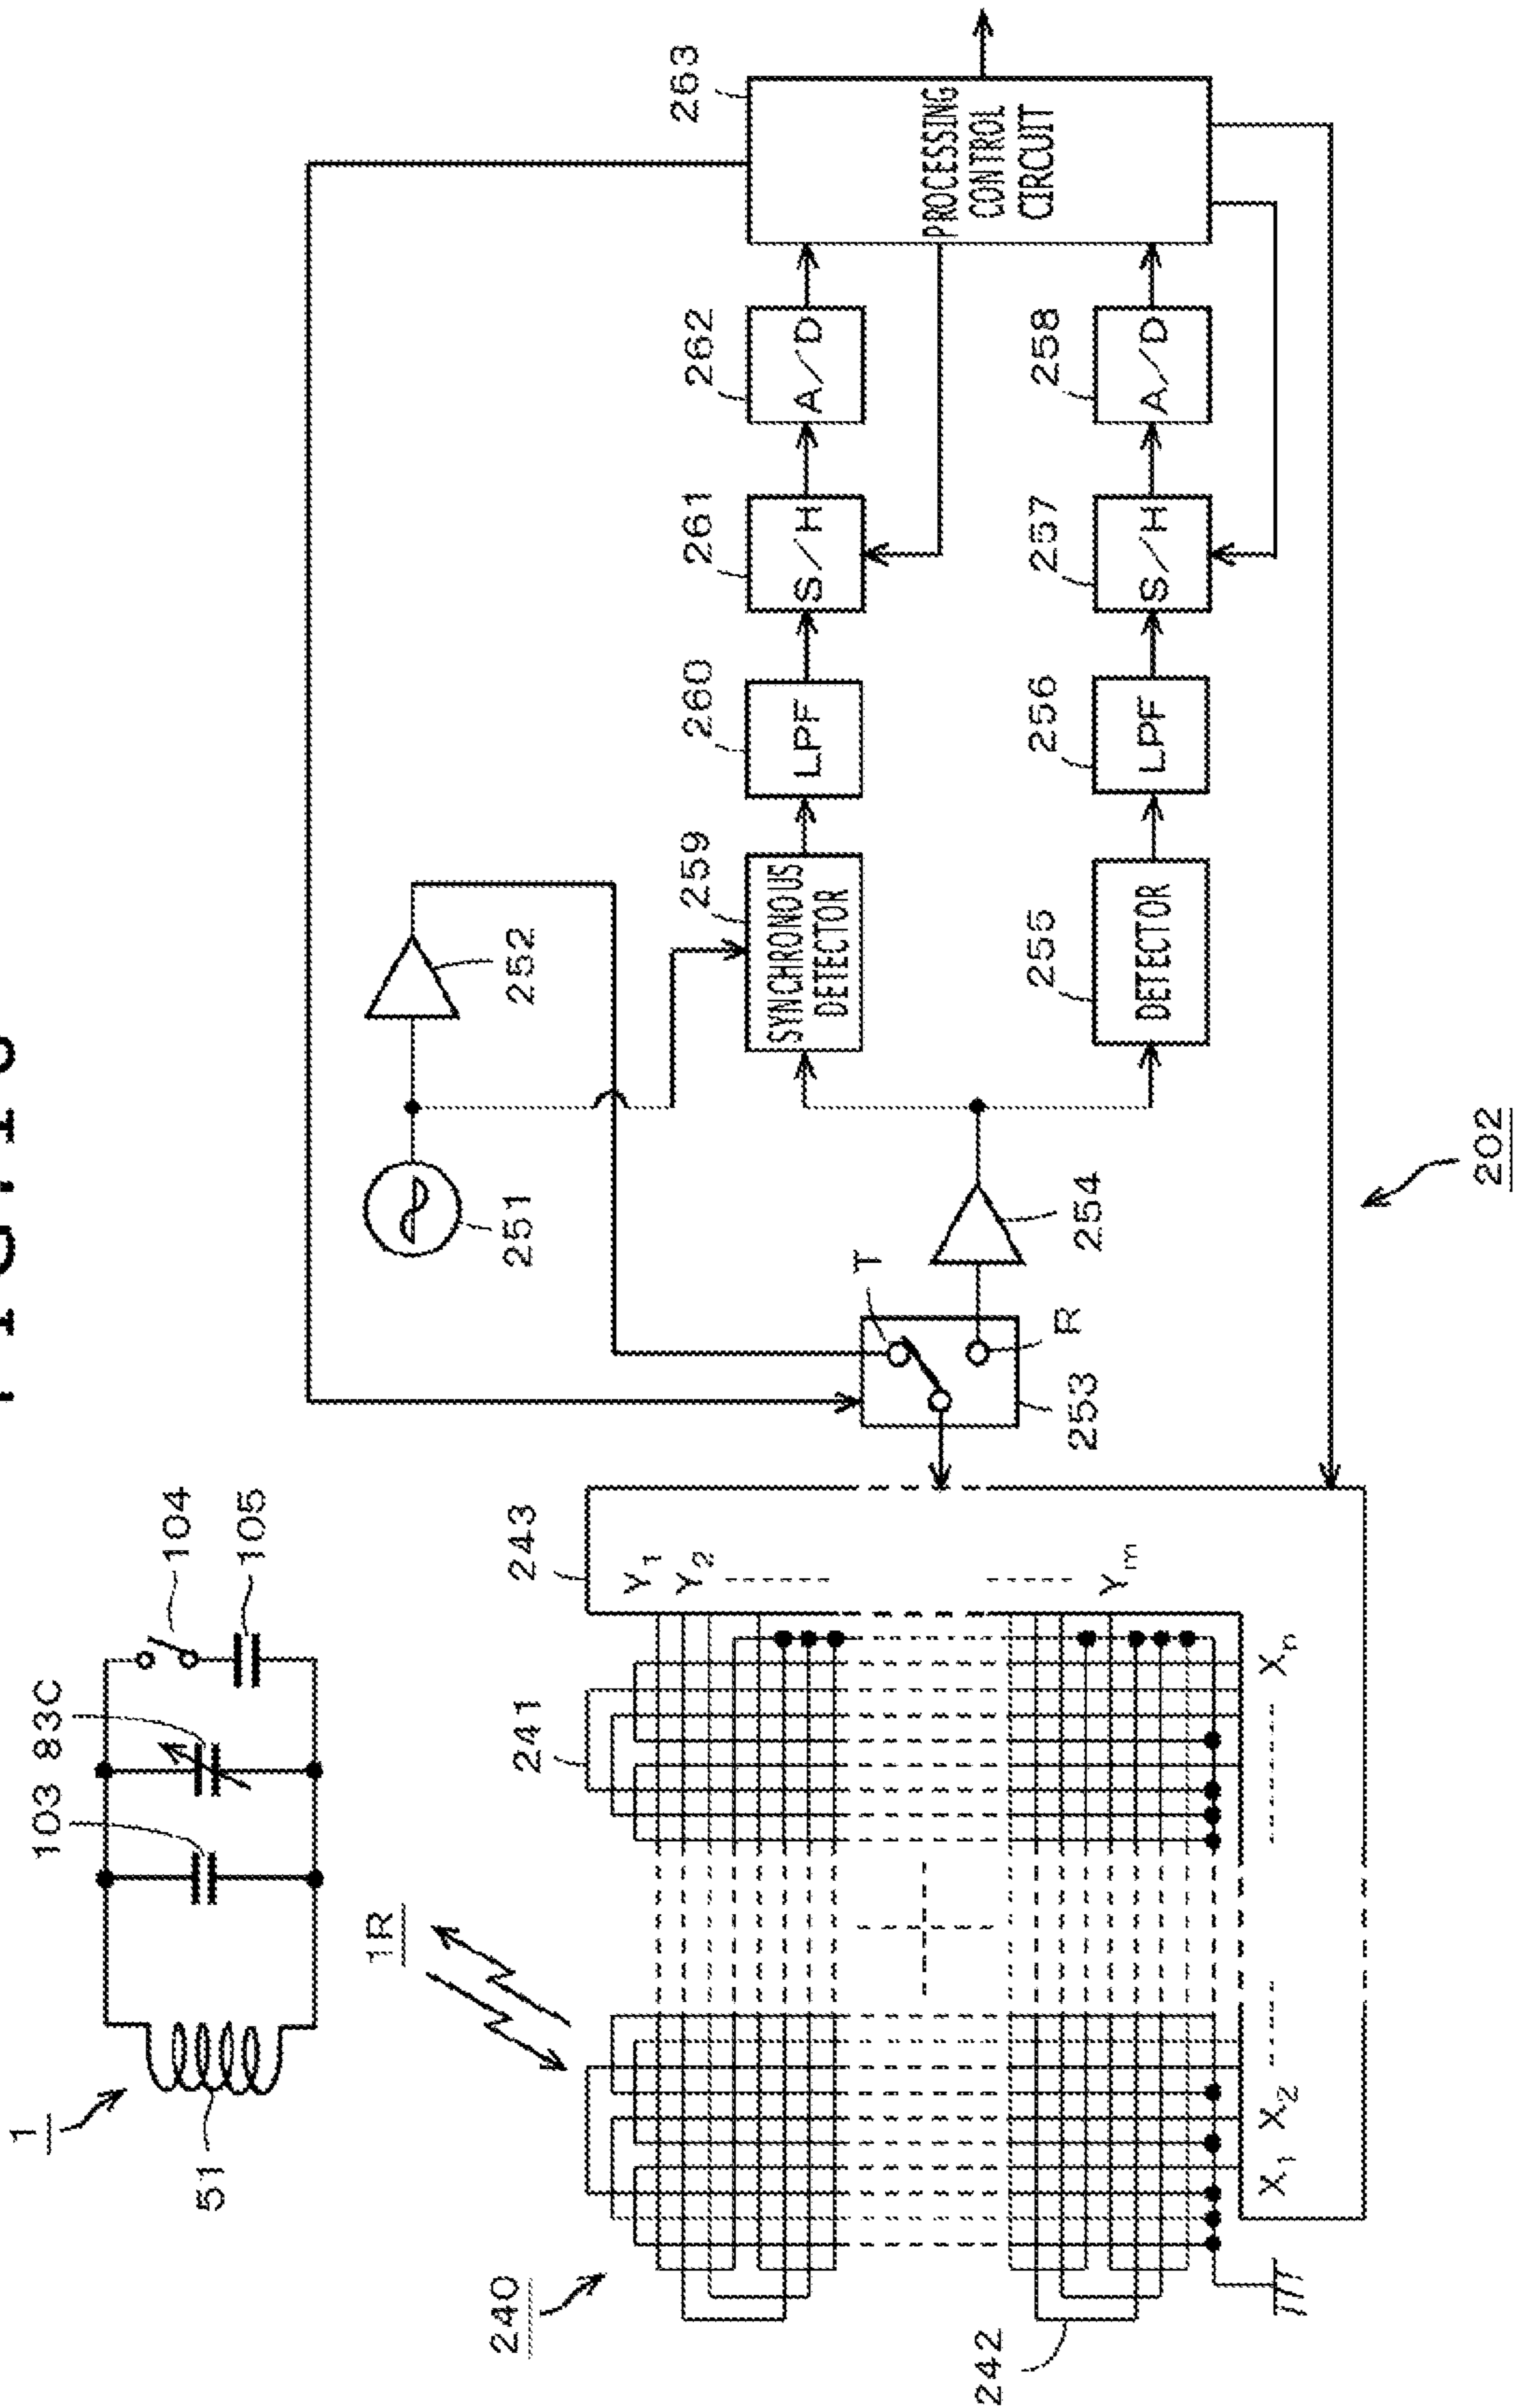 1
51
103
83C
104
105
1R
240
241
242
243
Y1
Y2
Ym
X1
X2
Xn
251
252
T
R
253
254
259
SYNCHRONOUS
DETECTOR
260
LPF
261
S/H
262
A/D
263
PROCESSING
CONTROL
CIRCUIT
255
DETECTOR
256
LPF
257
S/H
258
A/D
202